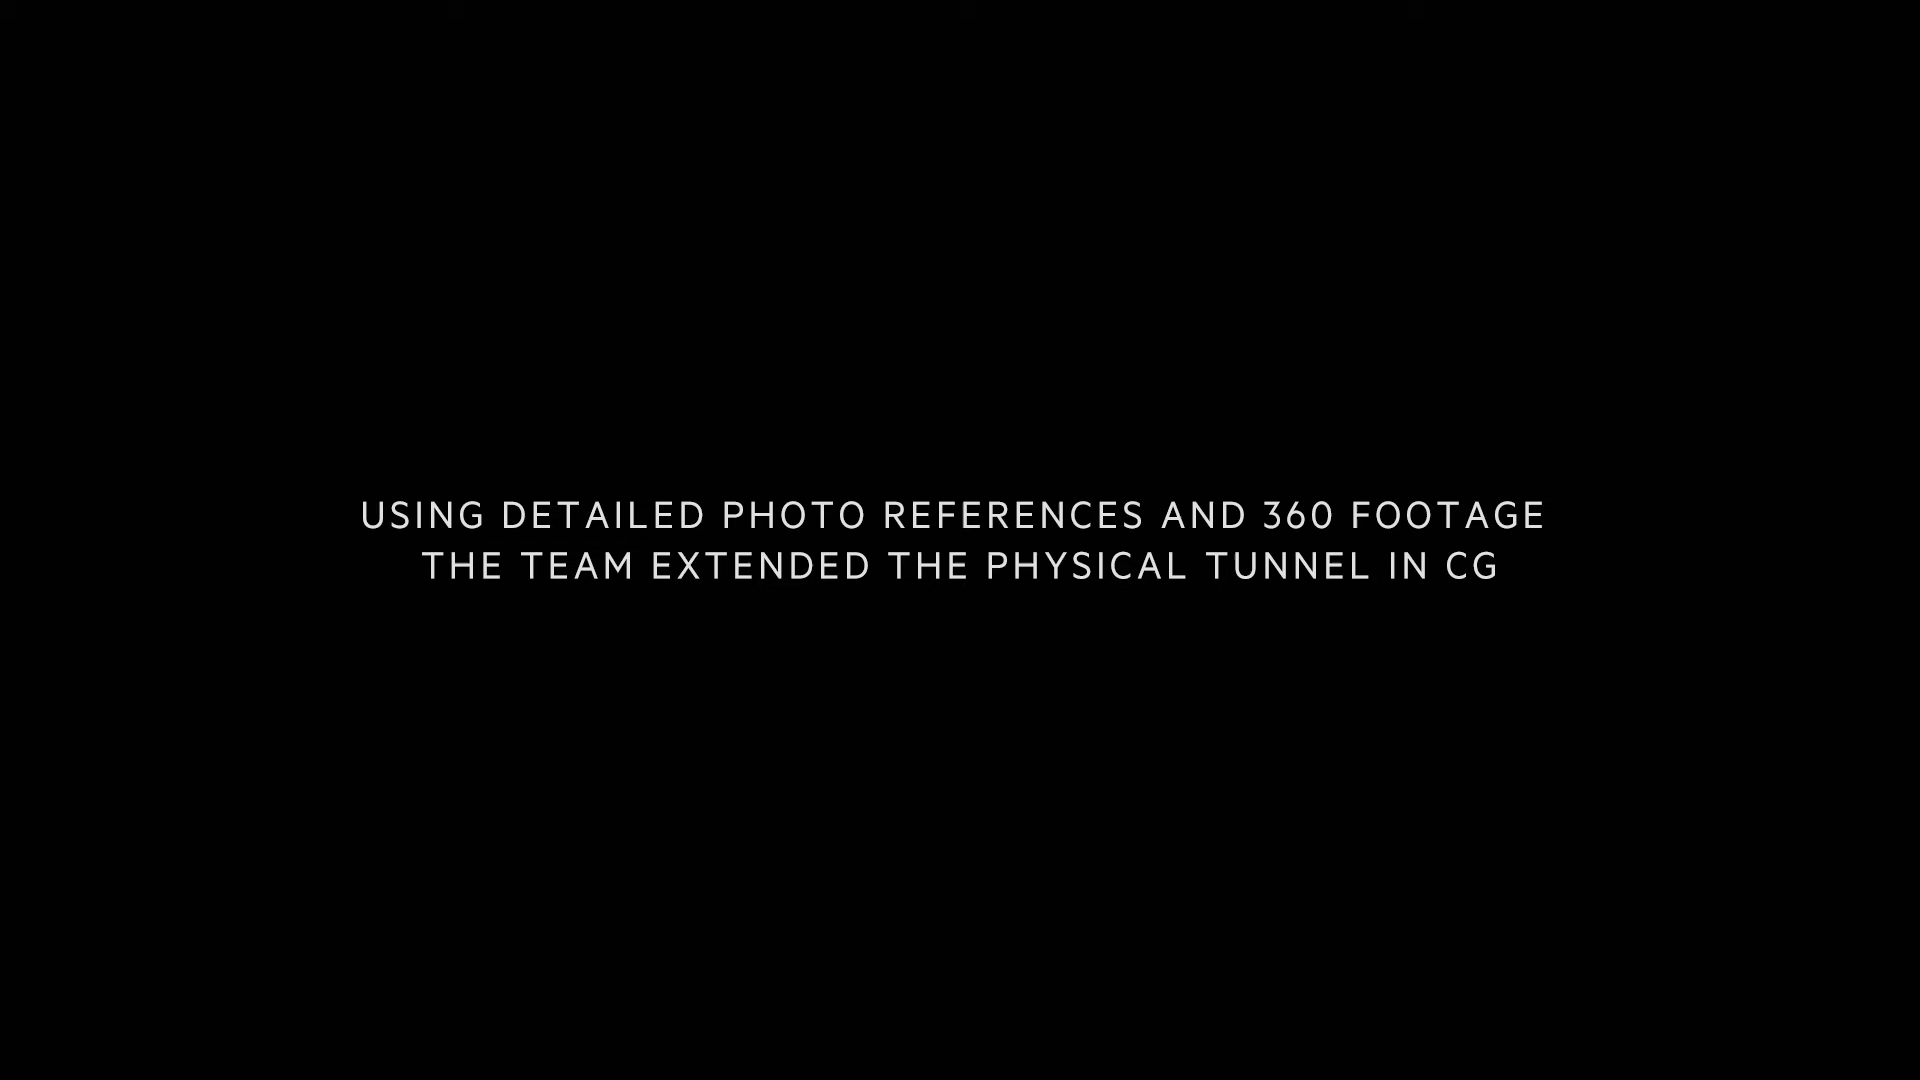 USING DETAILED PHOTO REFERENCES AND 360 FOOTAGE
THE TEAM EXTENDED THE PHYSICAL TUNNEL IN CG